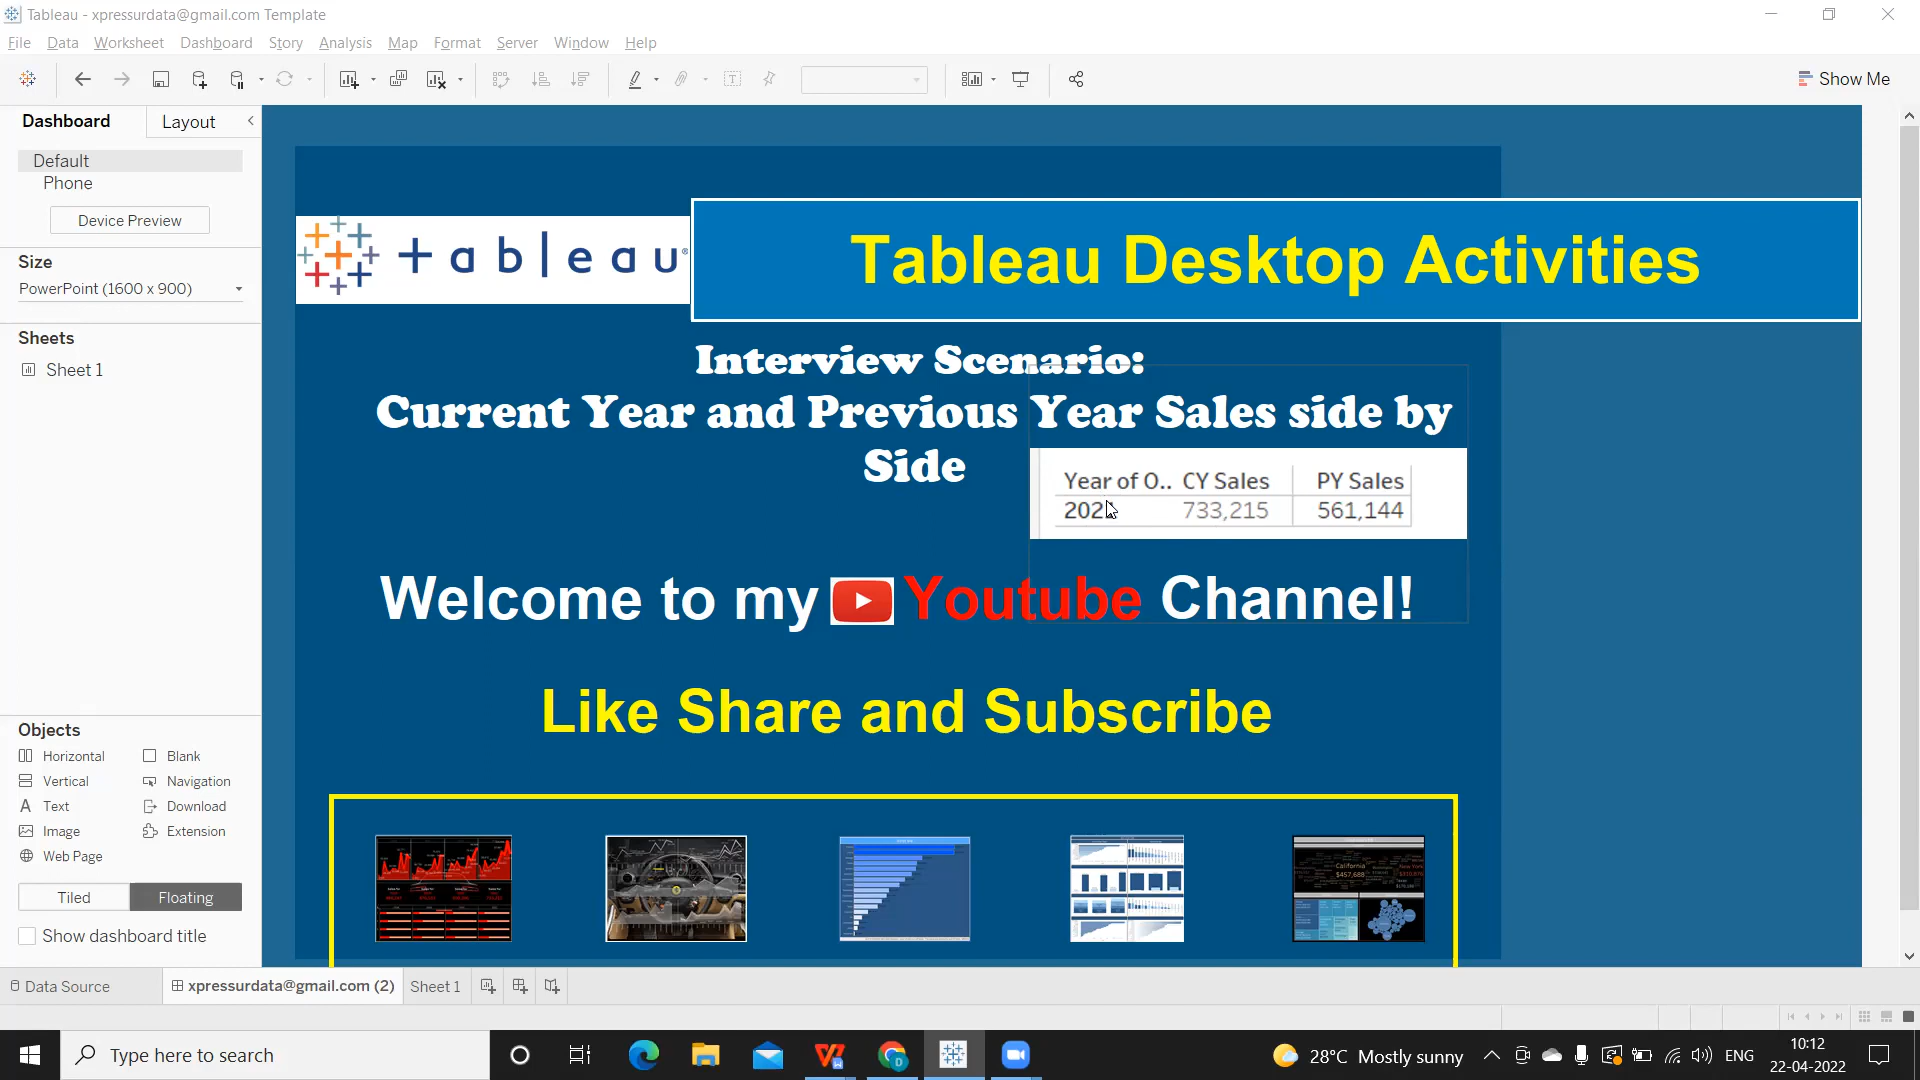 Tableau - xpressurdata@gmail.com Template
File Data Worksheet Dashboard Story Analysis Map Format Server Window Help
Show Me
Dashboard Layout
Default
Phone
Device Preview
Size
PowerPoint (1600 x 900)
Sheets
Sheet 1
+ableau®
Tableau Desktop Activities
Interview Scenario:
Current Year and Previous Year Sales side by
Side
Year of O.. CY Sales PY Sales
733,215 561,144
Welcome to my Youtube Channel!
Like Share and Subscribe
California
$457,688
Objects
Horizontal Blank
Vertical Navigation
Text Download
Image Extension
Web Page
Tiled Floating
Show dashboard title
Data Source xpressurdata@gmail.com (2) Sheet 1
Type here to search
28°C Mostly sunny
ENG
10:12
22-04-2022